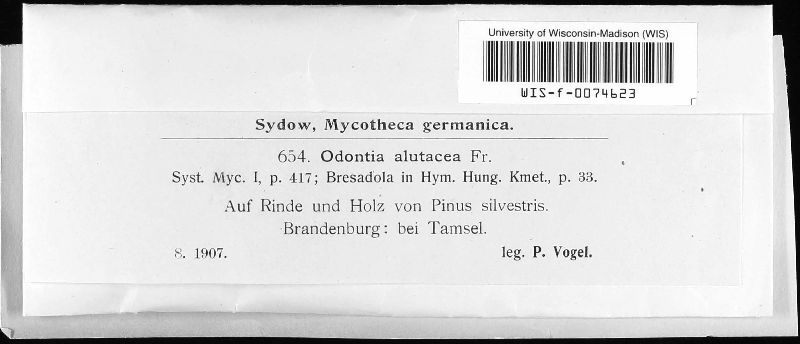 University of Wisconsin-Madison (WIS)
WIS-f-0074623
Sydow, Mycotheca germanica.
654. Odontia alutacea Fr.
Syst. Myc. I, p. 417; Bresadola in Hym. Hung. Kmet., p. 33.
Auf Rinde und Holz von Pinus silvestris.
Brandenburg: bei Tamsel.
8. 1907. leg. P. Vogel.